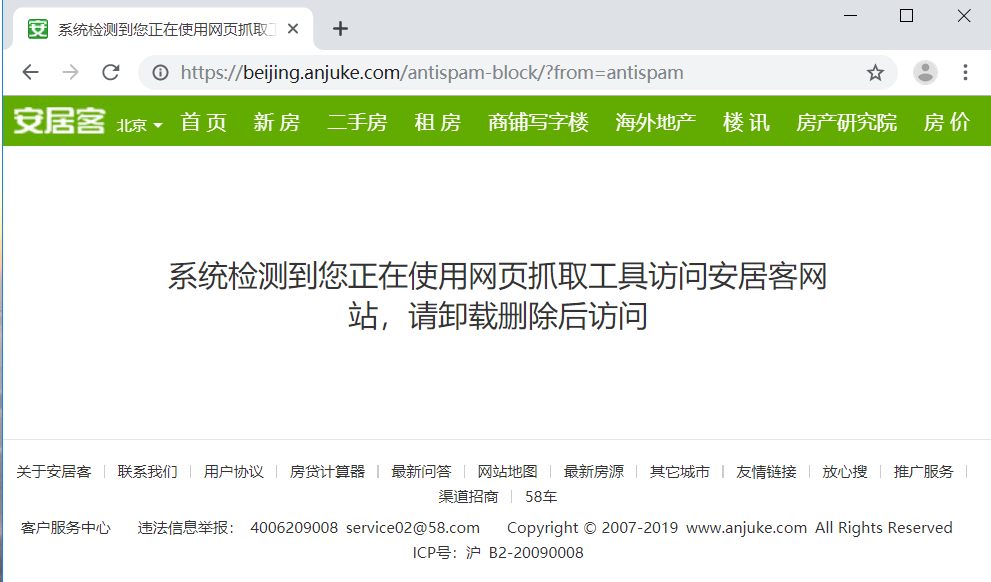 系统检测到您正在使用网页抓取工
https://beijing.anjuke.com/antispam-block/?from=antispam
安居客 北京 首 页 新 房 二手房 租 房 商铺写字楼 海外地产 楼 讯 房产研究院 房 价
系统检测到您正在使用网页抓取工具访问安居客网
站，请卸载删除后访问
关于安居客 | 联系我们 | 用户协议 | 房贷计算器 | 最新问答 | 网站地图 | 最新房源 | 其它城市 | 友情链接 | 放心搜 | 推广服务 |
渠道招商 | 58车
客户服务中心 违法信息举报： 4006209008 service02@58.com Copyright © 2007-2019 www.anjuke.com All Rights Reserved
ICP号：沪 B2-20090008